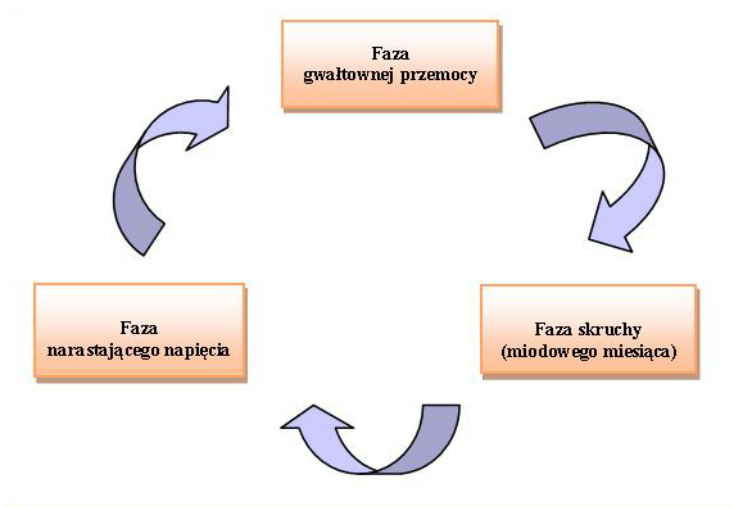 Faza
gwałtownej przemocy
Faza
narastającego napięcia
Faza skruchy
(miodowego miesiąca)